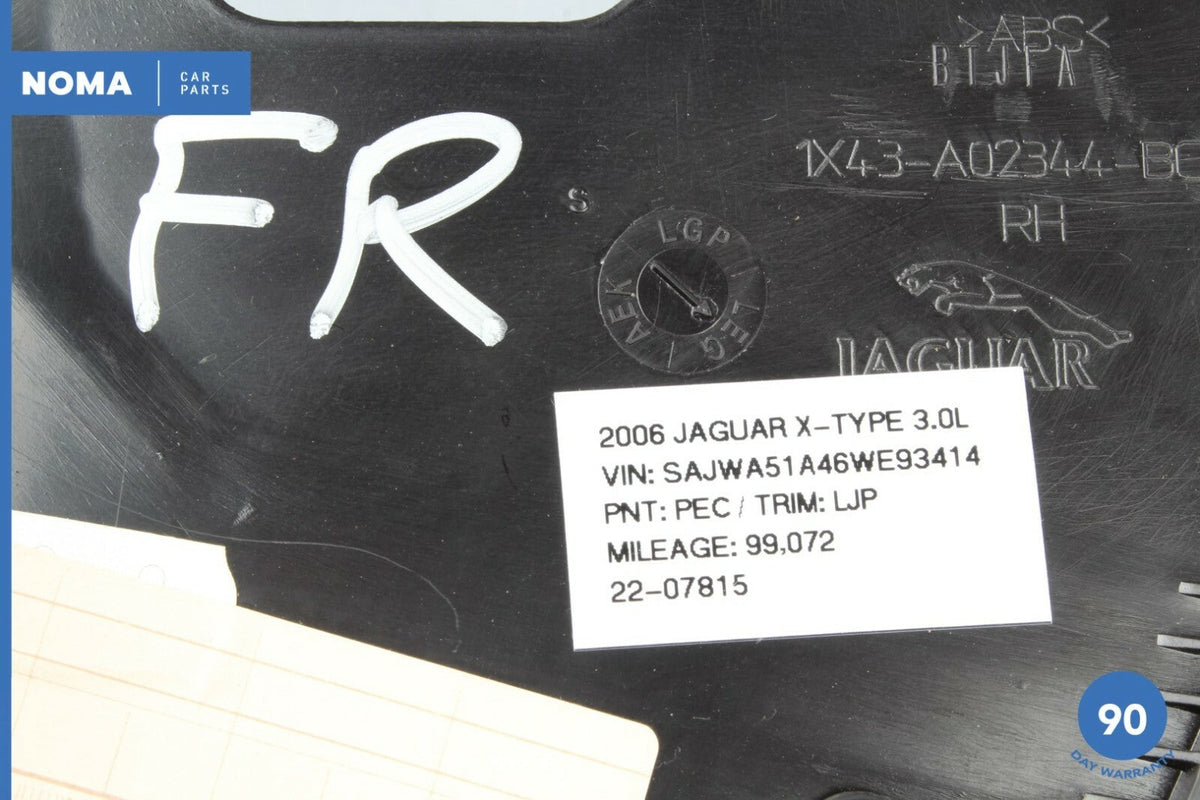 NOMA
CAR
PARTS
>ABS<
FR
1X43-A02344-
S
RH
LGP
JAGUAR
2006 JAGUAR X-TYPE 3.0L
VIN: SAJWA51A46WE93414
PNT: PEC / TRIM: LJP
MILEAGE: 99,072
22-07815
90
DAY WARRANTY